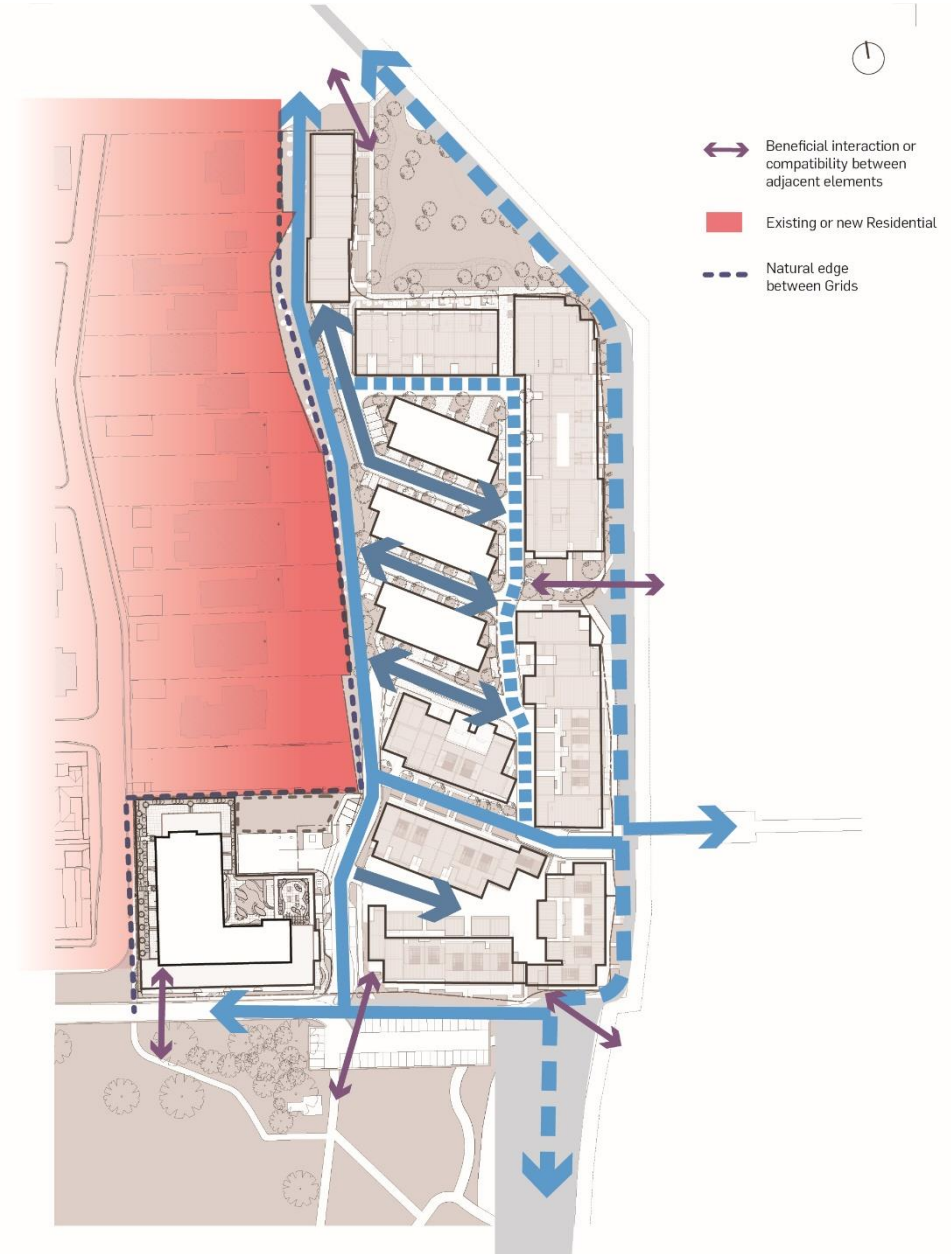 Beneficial interaction or
compatibility between
adjacent elements
Existing or new Residential
Natural edge
between Grids